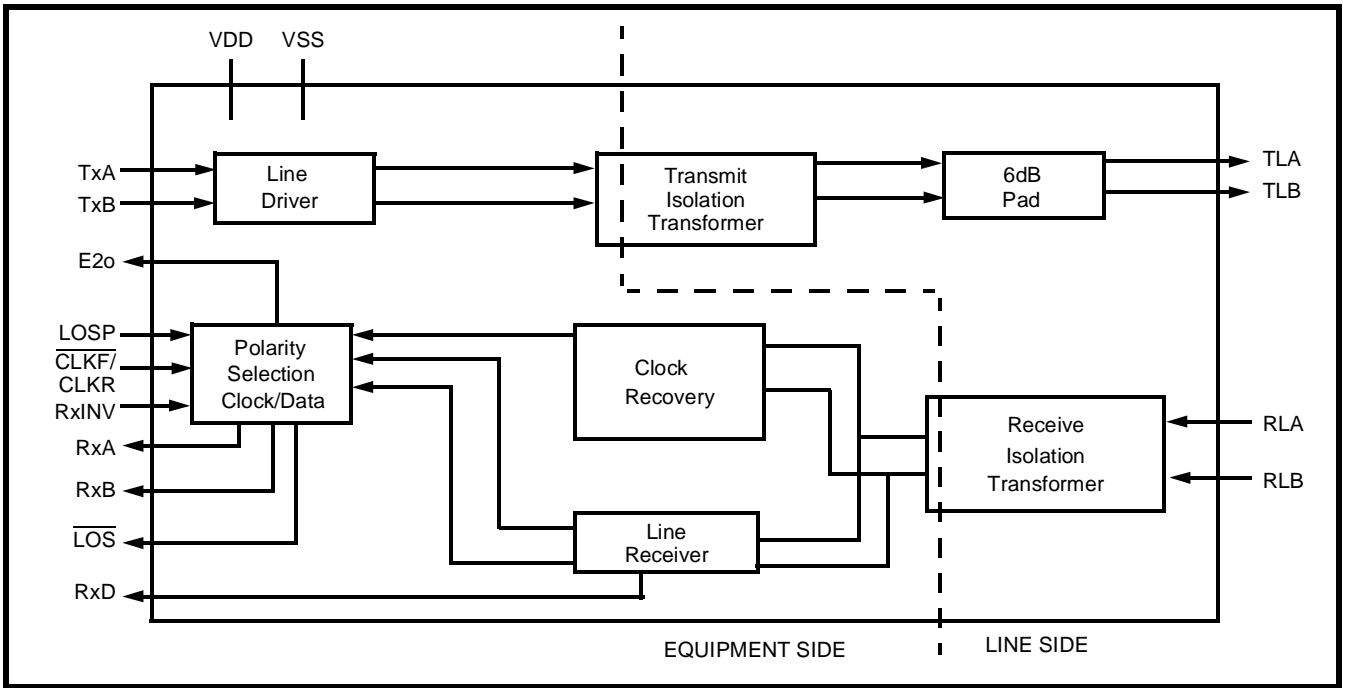 VDD VSS
TxA
TxB
Line
Driver
Transmit
Isolation
Transformer
6dB
Pad
TLA
TLB
E2o
LOSP
CLKF/
CLKR
RxINV
Polarity
Selection
Clock/Data
Clock
Recovery
Receive
Isolation
Transformer
RLA
RLB
RxA
RxB
LOS
RxD
Line
Receiver
EQUIPMENT SIDE
LINE SIDE